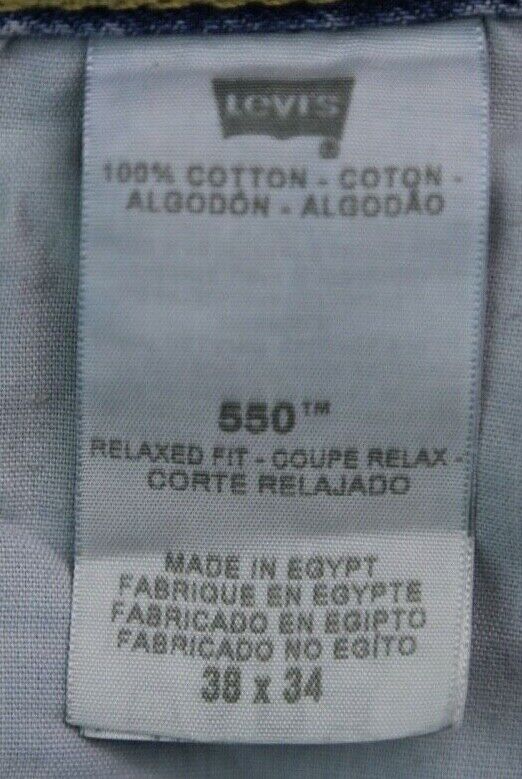 LEVI'S
®
100% COTTON - COTON -
ALGODÓN - ALGODÃO
550™
RELAXED FIT - COUPE RELAX -
CORTE RELAJADO
MADE IN EGYPT
FABRIQUE EN EGYPTE
FABRICADO EN EGIPTO
FABRICADO NO EGÍTO
38 x 34